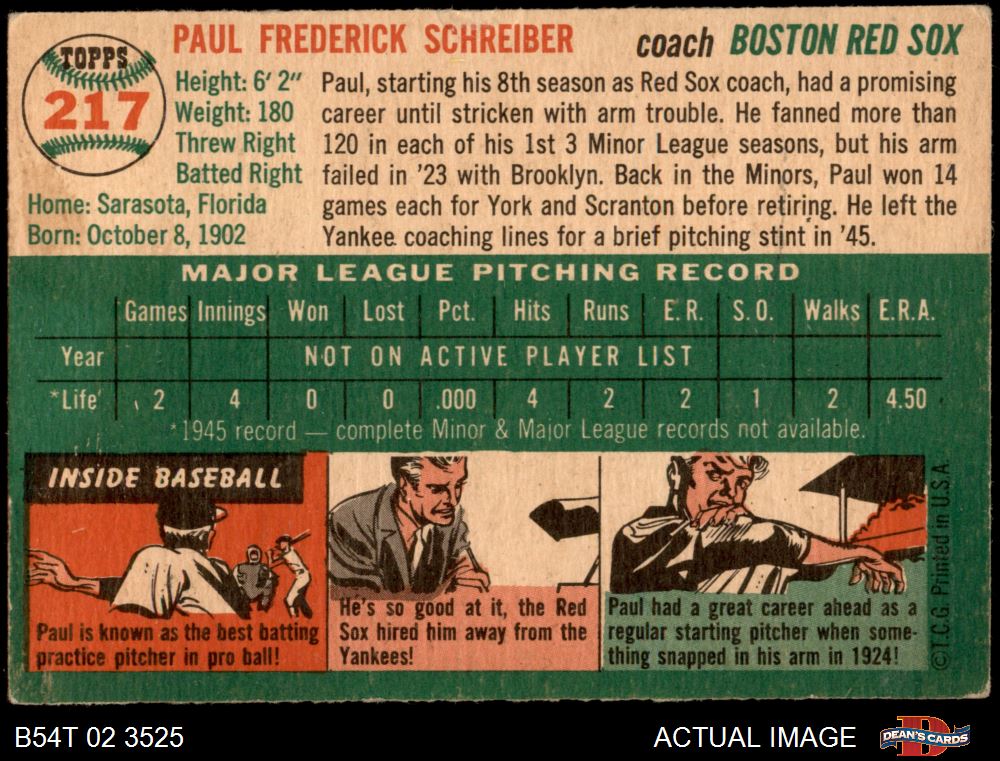 TOPPS
217
PAUL FREDERICK SCHREIBER
coach BOSTON RED SOX
Height: 6' 2"
Weight: 180
Threw Right
Batted Right
Home: Sarasota, Florida
Born: October 8, 1902
Paul, starting his 8th season as Red Sox coach, had a promising
career until stricken with arm trouble. He fanned more than
120 in each of his 1st 3 Minor League seasons, but his arm
failed in '23 with Brooklyn. Back in the Minors, Paul won 14
games each for York and Scranton before retiring. He left the
Yankee coaching lines for a brief pitching stint in '45.
MAJOR LEAGUE PITCHING RECORD
Games Innings Won Lost Pct. Hits Runs E. R. S. O. Walks E.R.A.
Year NOT ON ACTIVE PLAYER LIST
*Life 2 4 0 0 .000 4 2 2 1 2 4.50
*1945 record — complete Minor & Major League records not available.
INSIDE BASEBALL
Paul is known as the best batting
practice pitcher in pro ball!
He's so good at it, the Red
Sox hired him away from the
Yankees!
Paul had a great career ahead as a
regular starting pitcher when some-
thing snapped in his arm in 1924!
©T.C.G. Printed in U.S.A.
B54T 02 3525
ACTUAL IMAGE
D
DEAN'S CARDS